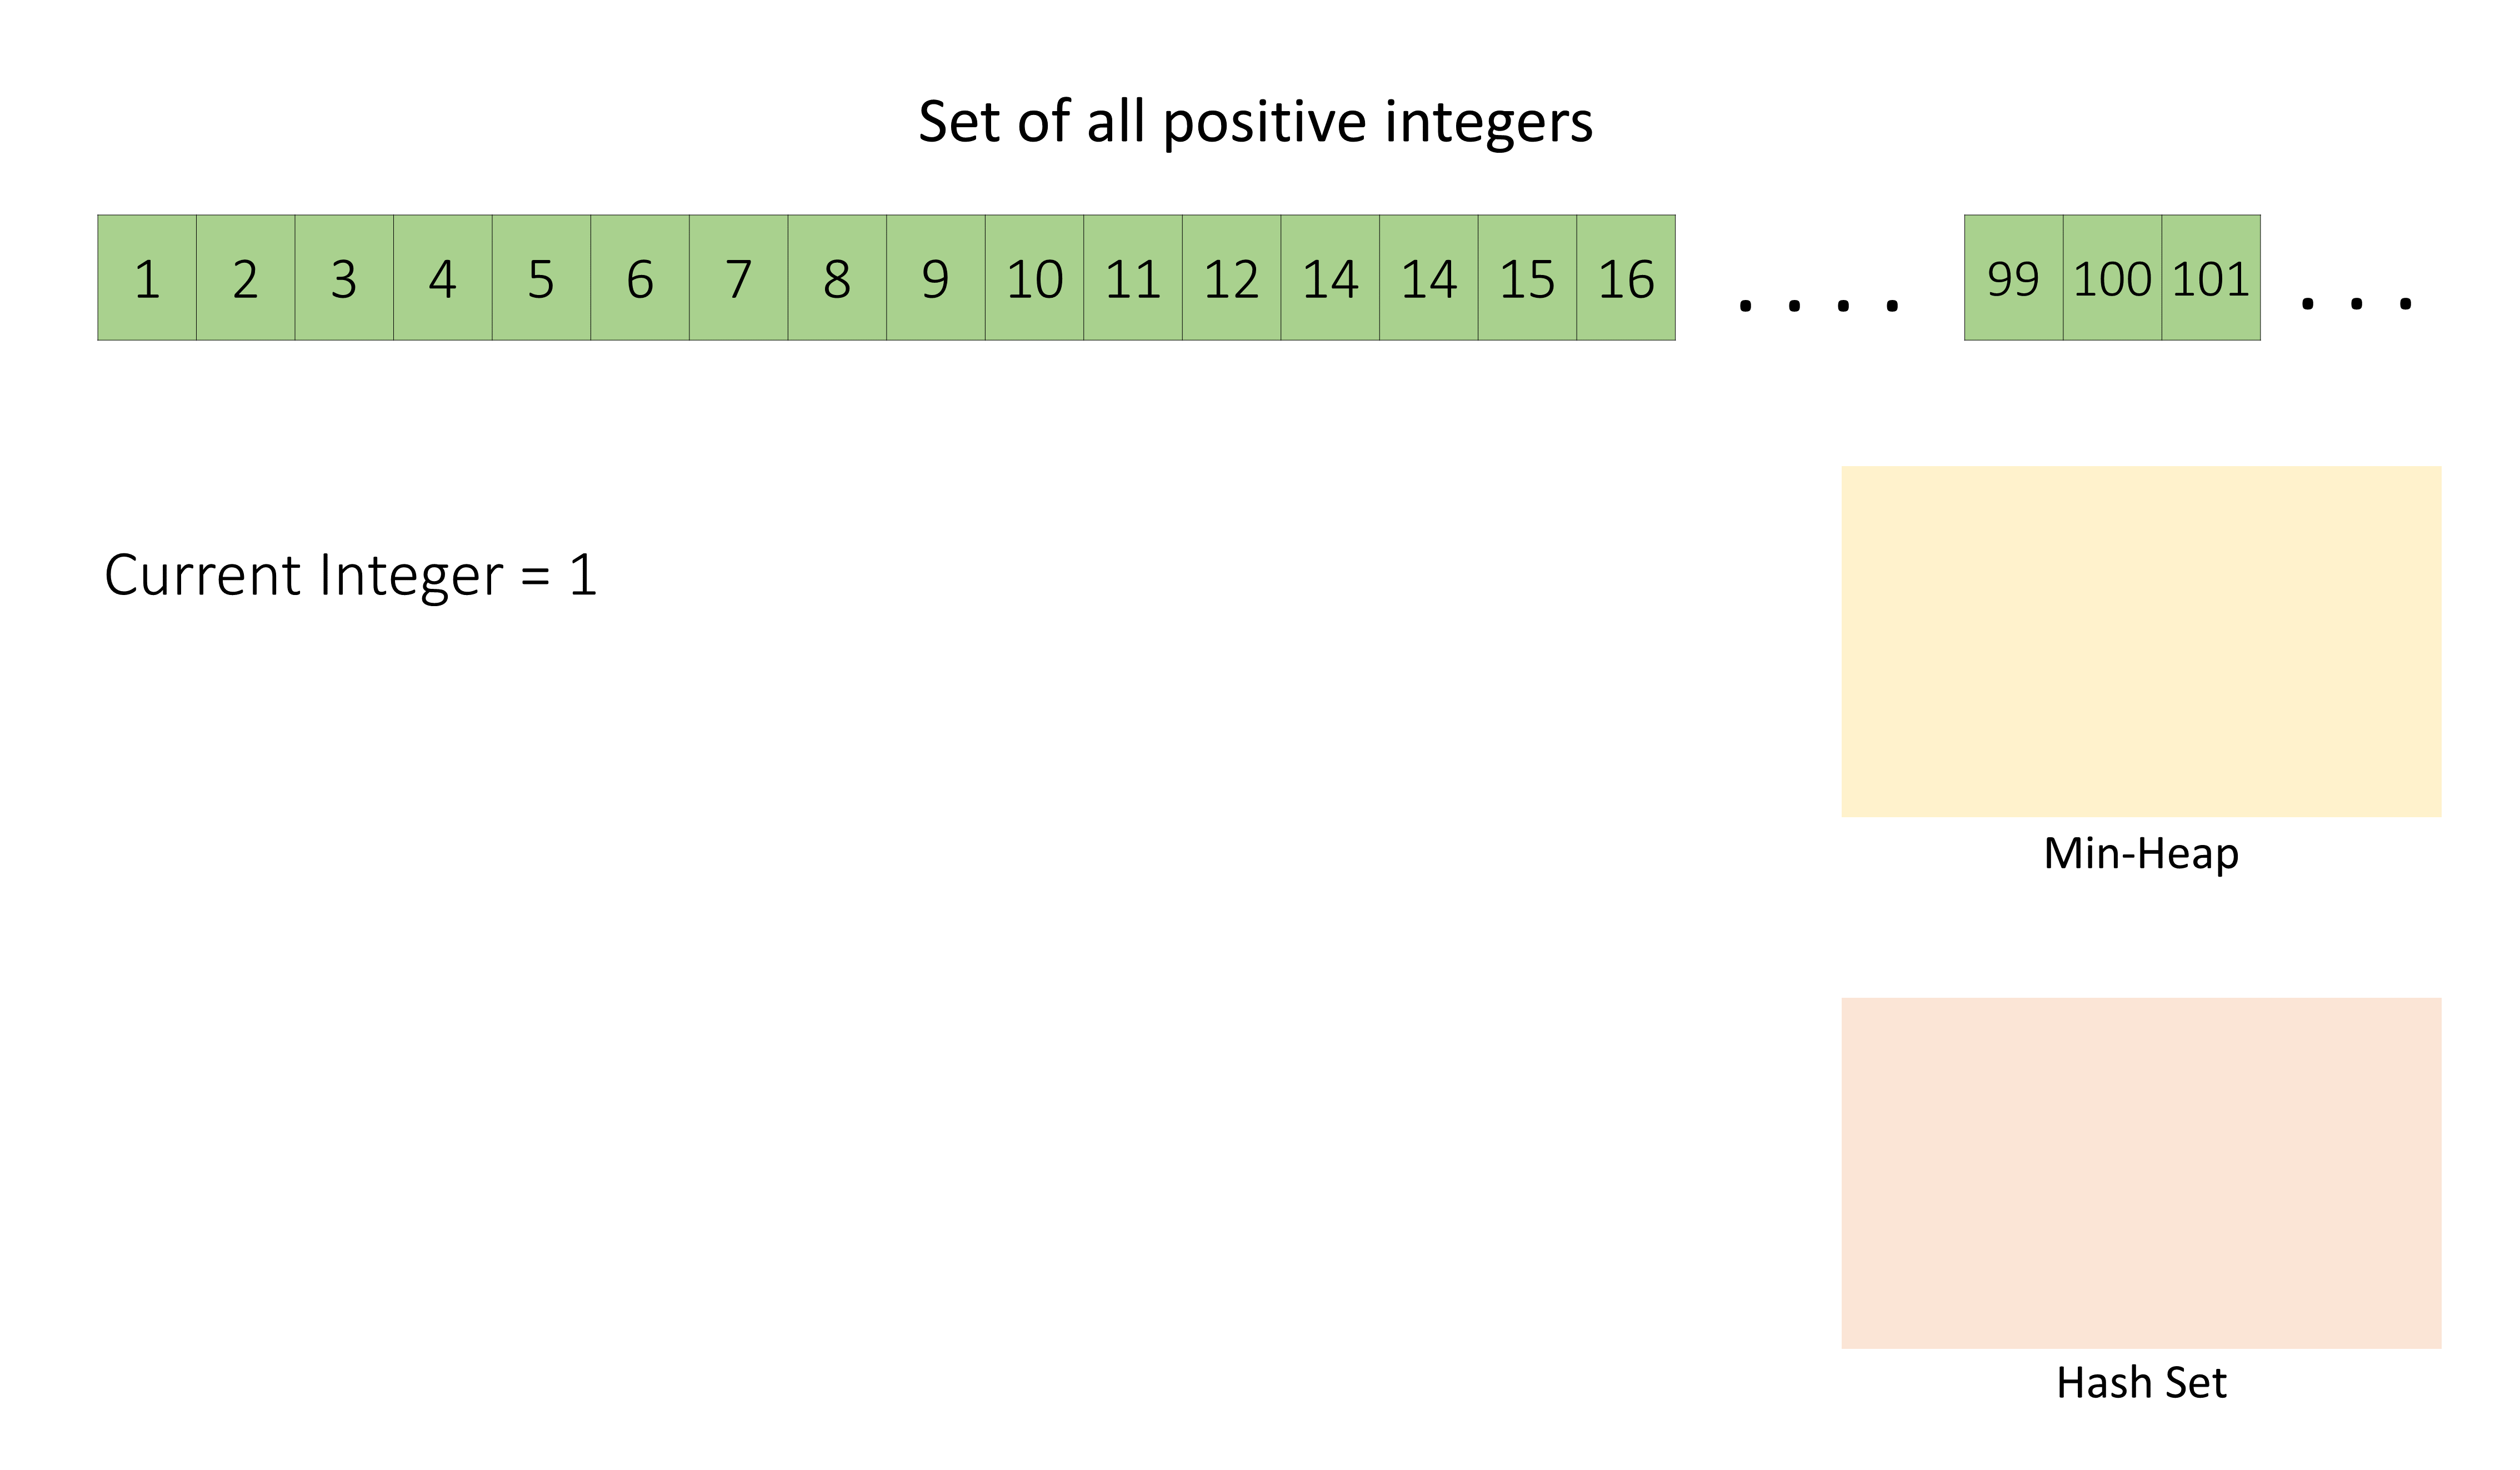 Set of all positive integers
1 2 3 4 5 6 7 8 9 10 11 12 14 14 15 16 . . . . 99 100 101 . . .
Current Integer = 1
Min-Heap
Hash Set